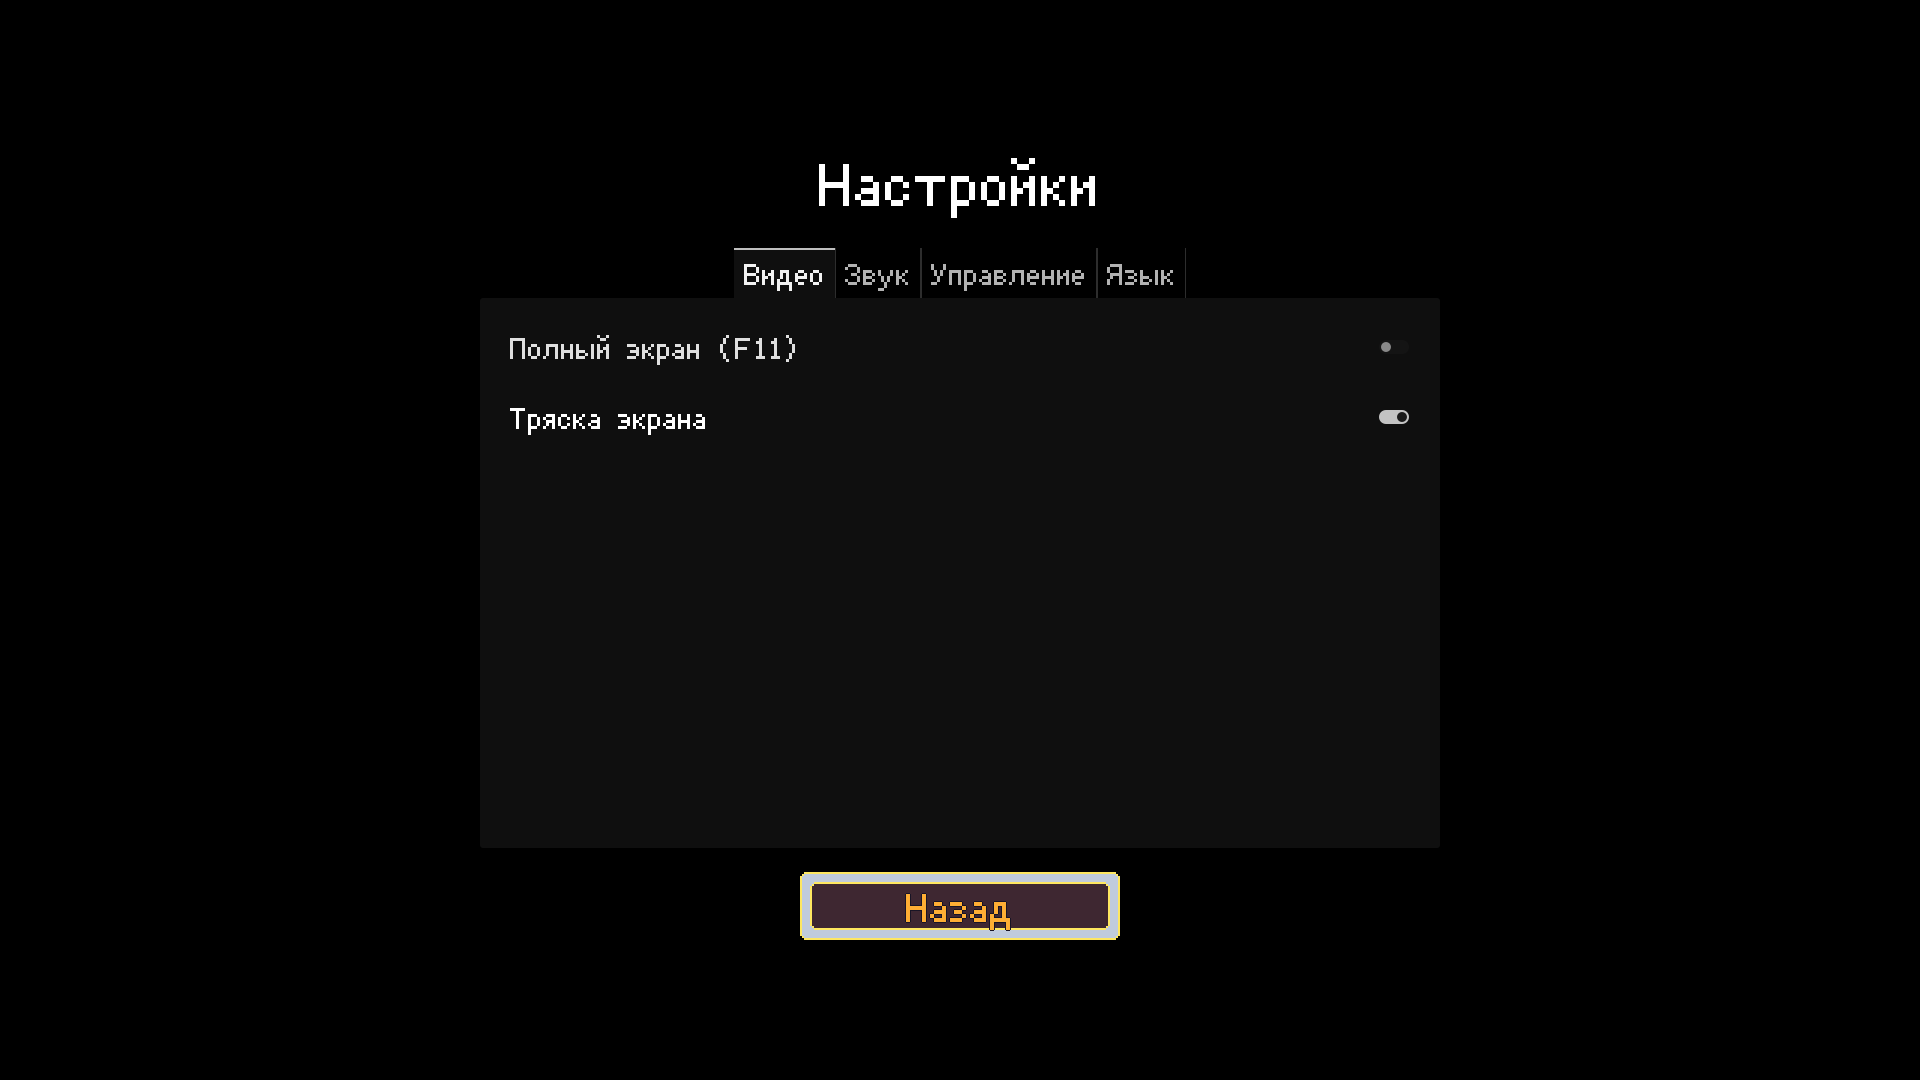 Настройки
Видео Звук Управление Язык
Полный экран (F11)
Тряска экрана
Назад